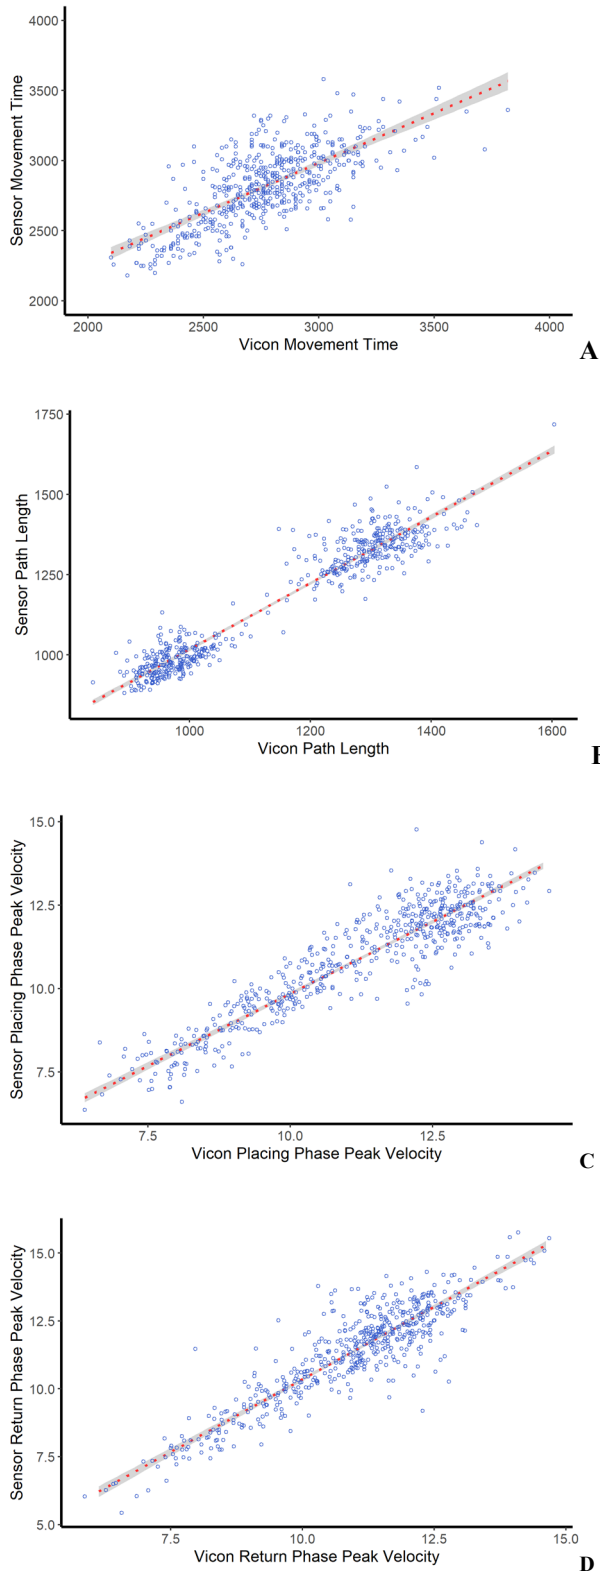 4000
3500
3000
2500
2000
Sensor Movement Time
2000 2500 3000 3500 4000
Vicon Movement Time
A
1750
1500
1250
1000
Sensor Path Length
1000 1200 1400 1600
Vicon Path Length
15.0
12.5
10.0
7.5
Sensor Placing Phase Peak Velocity
7.5 10.0 12.5
Vicon Placing Phase Peak Velocity
C
15.0
12.5
10.0
7.5
5.0
Sensor Return Phase Peak Velocity
7.5 10.0 12.5 15.0
Vicon Return Phase Peak Velocity
D